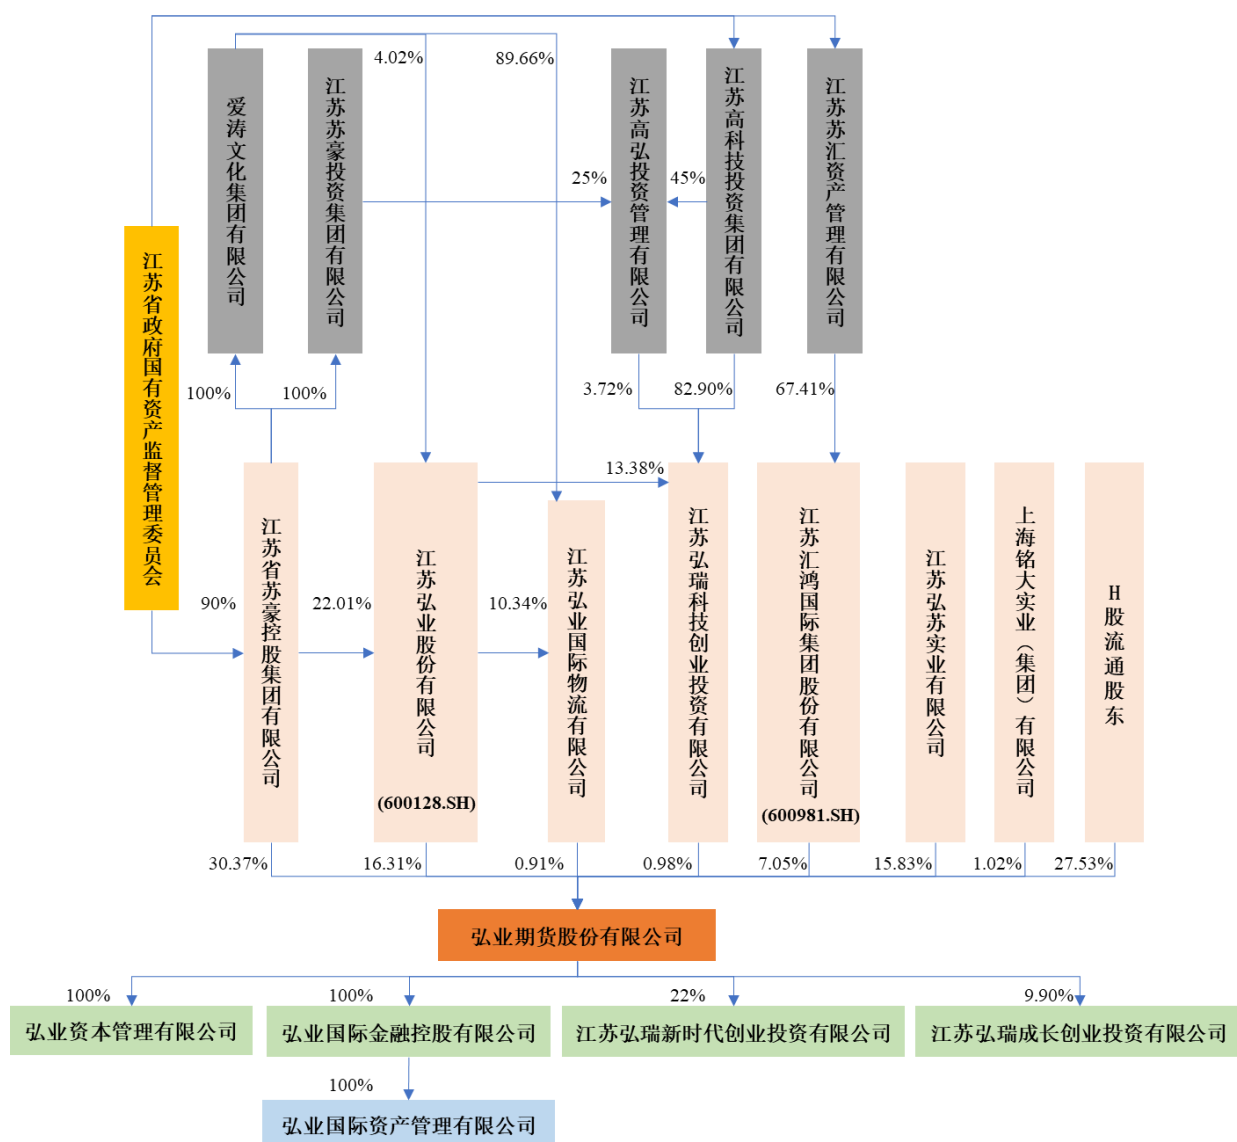 4.02%
89.66%
爱涛文化集团有限公司
江苏苏豪投资集团有限公司
江苏高弘投资管理有限公司
江苏高科技投资集团有限公司
江苏苏汇资产管理有限公司
25%
45%
江苏省政府国有资产监督管理委员会
100%
100%
3.72%
82.90%
67.41%
13.38%
90%
22.01%
10.34%
江苏省苏豪控股集团有限公司
江苏弘业股份有限公司
(600128.SH)
江苏弘业国际物流有限公司
江苏弘瑞科技创业投资有限公司
江苏汇鸿国际集团股份有限公司
(600981.SH)
江苏弘苏实业有限公司
上海铭大实业（集团）有限公司
H股流通股东
30.37%
16.31%
0.91%
0.98%
7.05%
15.83%
1.02%
27.53%
弘业期货股份有限公司
100%
100%
22%
9.90%
弘业资本管理有限公司
弘业国际金融控股有限公司
江苏弘瑞新时代创业投资有限公司
江苏弘瑞成长创业投资有限公司
100%
弘业国际资产管理有限公司